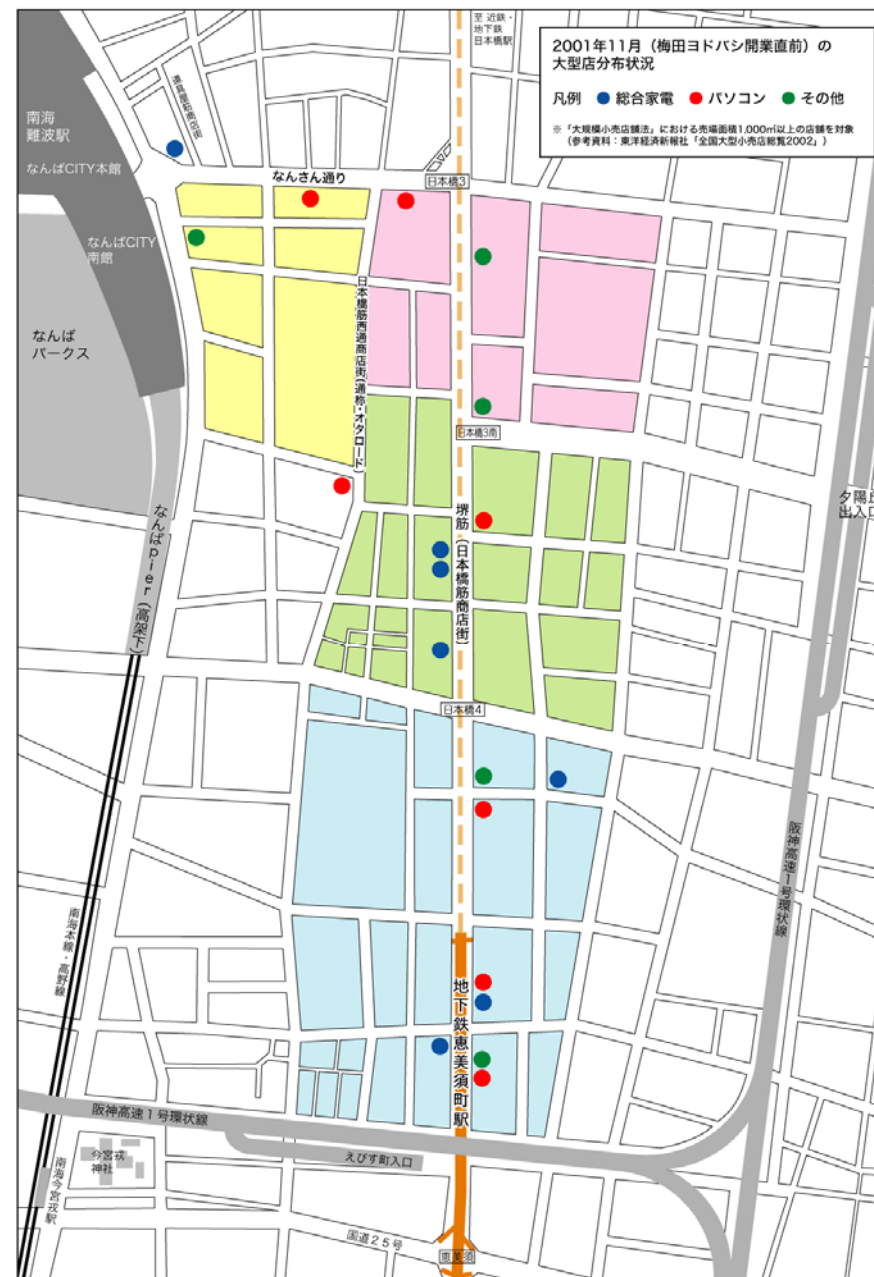 至 近鉄・
地下鉄
日本橋駅
2001年11月（梅田ヨドバシ開業直前）の
大型店分布状況
凡例 ● 総合家電 ● パソコン ● その他
※「大規模小売店舗法」における売場面積1,000㎡以上の店舗を対象
（参考資料：東洋経済新報社「全国大型小売店総覧2002」）
道具屋筋商店街
南海
難波駅
なんばCITY本館
なんさん通り
日本橋3
なんばCITY
南館
なんば
パークス
日本橋筋西通商店街（通称・オタロード）
日本橋3南
堺筋（日本橋筋商店街）
夕陽丘
出入口
なんばpier（高架下）
日本橋4
阪神高速1号環状線
南海本線・高野線
地下鉄恵美須町駅
阪神高速1号環状線
えびす町入口
今宮戎
神社
南海今宮戎駅
国道25号
恵美須